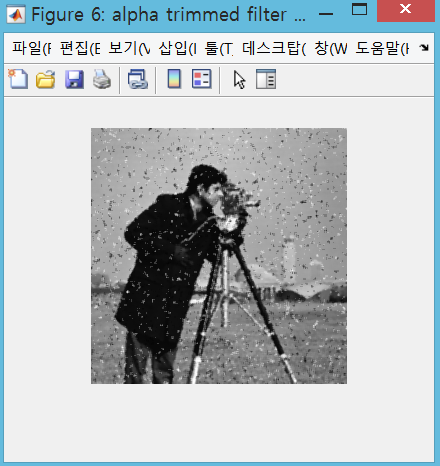 Figure 6: alpha trimmed filter ...
파일(F 편집(E 보기(V 삽입(I 툴(T, 데스크탑( 창(W 도움말(H